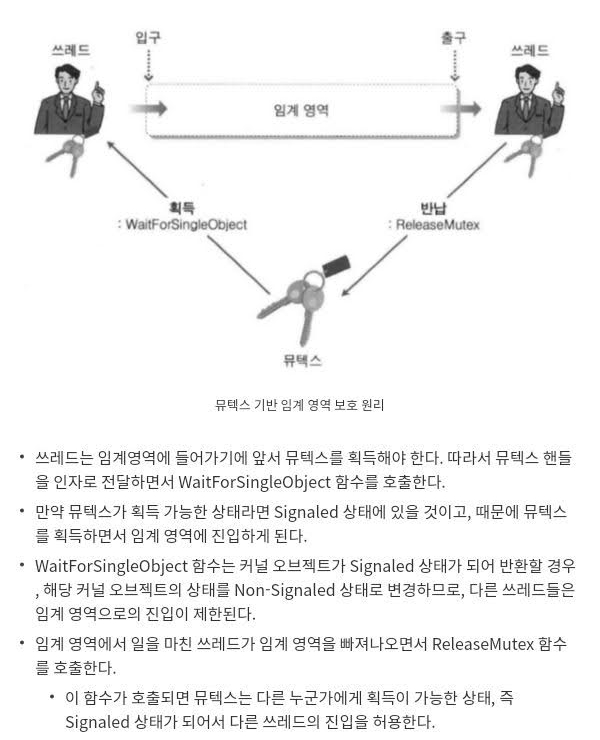 쓰레드
입구
출구
쓰레드
임계 영역
획득
: WaitForSingleObject
반납
: ReleaseMutex
뮤텍스
뮤텍스 기반 임계 영역 보호 원리
• 쓰레드는 임계영역에 들어가기에 앞서 뮤텍스를 획득해야 한다. 따라서 뮤텍스 핸들
을 인자로 전달하면서 WaitForSingleObject 함수를 호출한다.
• 만약 뮤텍스가 획득 가능한 상태라면 Signaled 상태에 있을 것이고, 때문에 뮤텍스
를 획득하면서 임계 영역에 진입하게 된다.
• WaitForSingleObject 함수는 커널 오브젝트가 Signaled 상태가 되어 반환할 경우
, 해당 커널 오브젝트의 상태를 Non-Signaled 상태로 변경하므로, 다른 쓰레드들은
임계 영역으로의 진입이 제한된다.
• 임계 영역에서 일을 마친 쓰레드가 임계 영역을 빠져나오면서 ReleaseMutex 함수
를 호출한다.
• 이 함수가 호출되면 뮤텍스는 다른 누군가에게 획득이 가능한 상태, 즉
Signaled 상태가 되어서 다른 쓰레드의 진입을 허용한다.